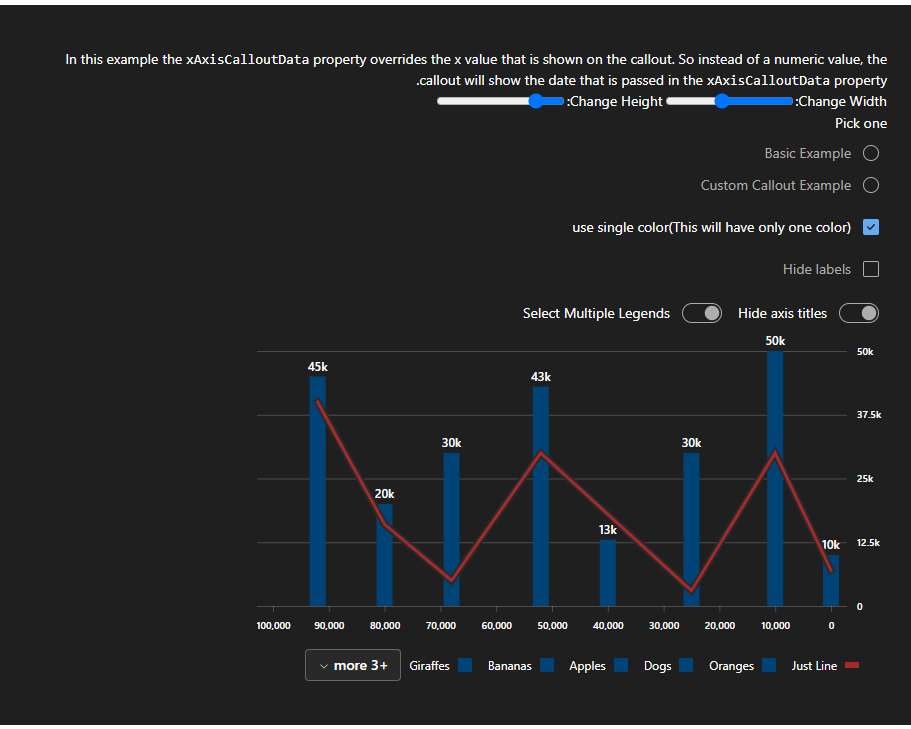 In this example the xAxisCalloutData property overrides the x value that is shown on the callout. So instead of a numeric value, the
.callout will show the date that is passed in the xAxisCalloutData property
:Change Height :Change Width
Pick one
Basic Example
Custom Callout Example
use single color(This will have only one color)
Hide labels
Select Multiple Legends Hide axis titles
50k
50k
45k
43k
37.5k
30k 30k
25k
20k
13k
10k 12.5k
0
100,000 90,000 80,000 70,000 60,000 50,000 40,000 30,000 20,000 10,000 0
more 3+ Giraffes Bananas Apples Dogs Oranges Just Line